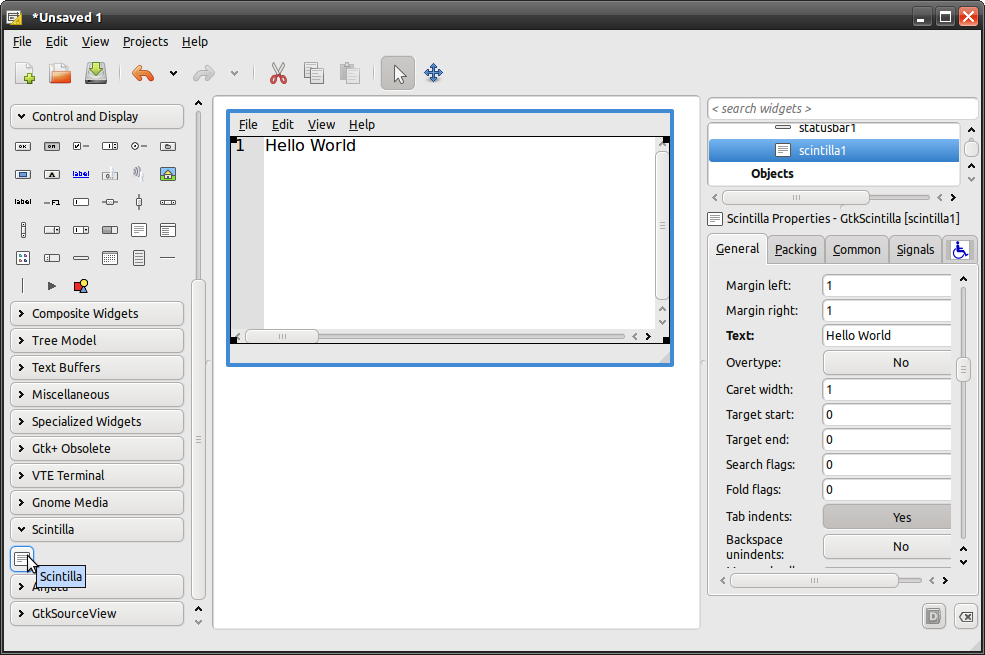 *Unsaved 1
File Edit View Projects Help
Control and Display
label
label
F1
Composite Widgets
Tree Model
Text Buffers
Miscellaneous
Specialized Widgets
Gtk+ Obsolete
VTE Terminal
Gnome Media
Scintilla
Scintilla
Anjuta
GtkSourceView
File Edit View Help
1 Hello World
< search widgets >
statusbar1
scintilla1
Objects
Scintilla Properties - GtkScintilla [scintilla1]
General Packing Common Signals
Margin left: 1
Margin right: 1
Text: Hello World
Overtype: No
Caret width: 1
Target start: 0
Target end: 0
Search flags: 0
Fold flags: 0
Tab indents: Yes
Backspace
unindents: No